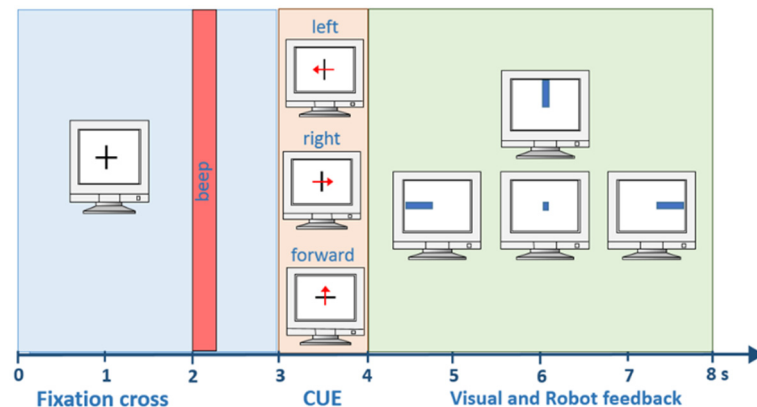 left
right
forward
beep
0 1 2 3 4 5 6 7 8 s
Fixation cross CUE Visual and Robot feedback